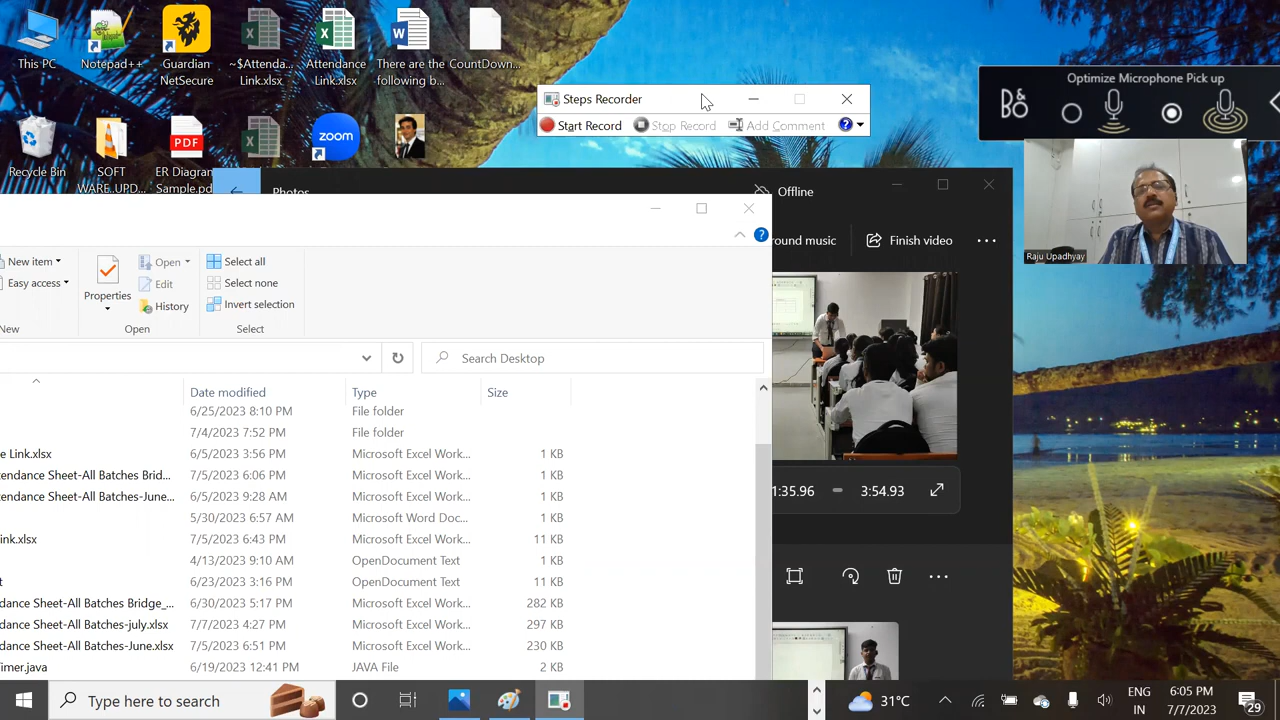 This PC
Notepad++
Guardian NetSecure
~$Attenda... Link.xlsx
Attendance Link.xlsx
There are the following b...
CountDown...
Steps Recorder
Start Record
Stop Record
Add Comment
Optimize Microphone Pick up
B&O
zoom
PDF
Recycle Bin
SOFT WARE..UPD...
ER Diagram Sample.pd
Photos
Offline
Raju Upadhyay
ound music
Finish video
New item
Open
Select all
Easy access
Properties
Edit
Select none
History
Invert selection
New
Open
Select
Search Desktop
Date modified
Type
Size
6/25/2023 8:10 PM File folder
7/4/2023 7:52 PM File folder
e Link.xlsx 6/5/2023 3:56 PM Microsoft Excel Work... 1 KB
tendance Sheet-All Batches Brid... 7/5/2023 6:06 PM Microsoft Excel Work... 1 KB
tendance Sheet-All Batches-June... 6/5/2023 9:28 AM Microsoft Excel Work... 1 KB
5/30/2023 6:57 AM Microsoft Word Doc... 1 KB
ink.xlsx 7/5/2023 6:43 PM Microsoft Excel Work... 11 KB
4/13/2023 9:10 AM OpenDocument Text 1 KB
t 6/23/2023 3:16 PM OpenDocument Text 11 KB
dance Sheet-All Batches Bridge_... 6/30/2023 5:17 PM Microsoft Excel Work... 282 KB
dance Sheet-All Batches-july.xlsx 7/7/2023 4:27 PM Microsoft Excel Work... 297 KB
dance Sheet-All Batches-June.xlsx 7/5/2023 6:51 PM Microsoft Excel Work... 230 KB
imer.java 6/19/2023 12:41 PM JAVA File 2 KB
1:35.96
3:54.93
Type here to search
31°C
ENG
IN
6:05 PM
7/7/2023
29